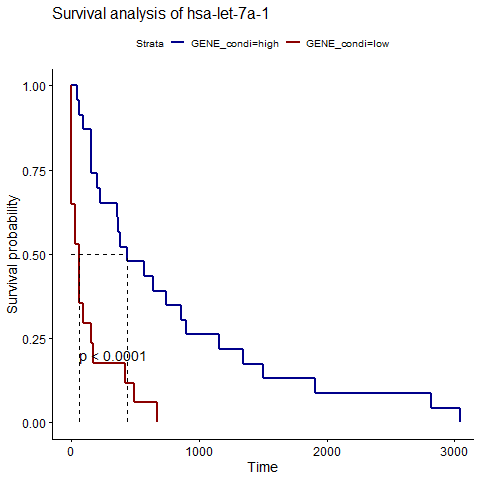 Survival analysis of hsa-let-7a-1
Strata GENE_condi=high GENE_condi=low
1.00
0.75
0.50
0.25
0.00
Survival probability
p < 0.0001
0 1000 2000 3000
Time